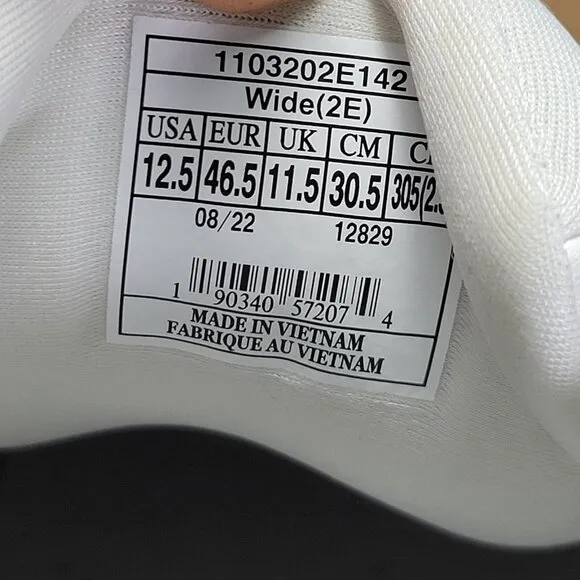 1103202E142
Wide(2E)
USA EUR UK CM
12.5 46.5 11.5 30.5
08/22 12829
1 90340 57207 4
MADE IN VIETNAM
FABRIQUE AU VIETNAM